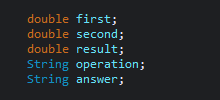 double first;
double second;
double result;
String operation;
String answer;